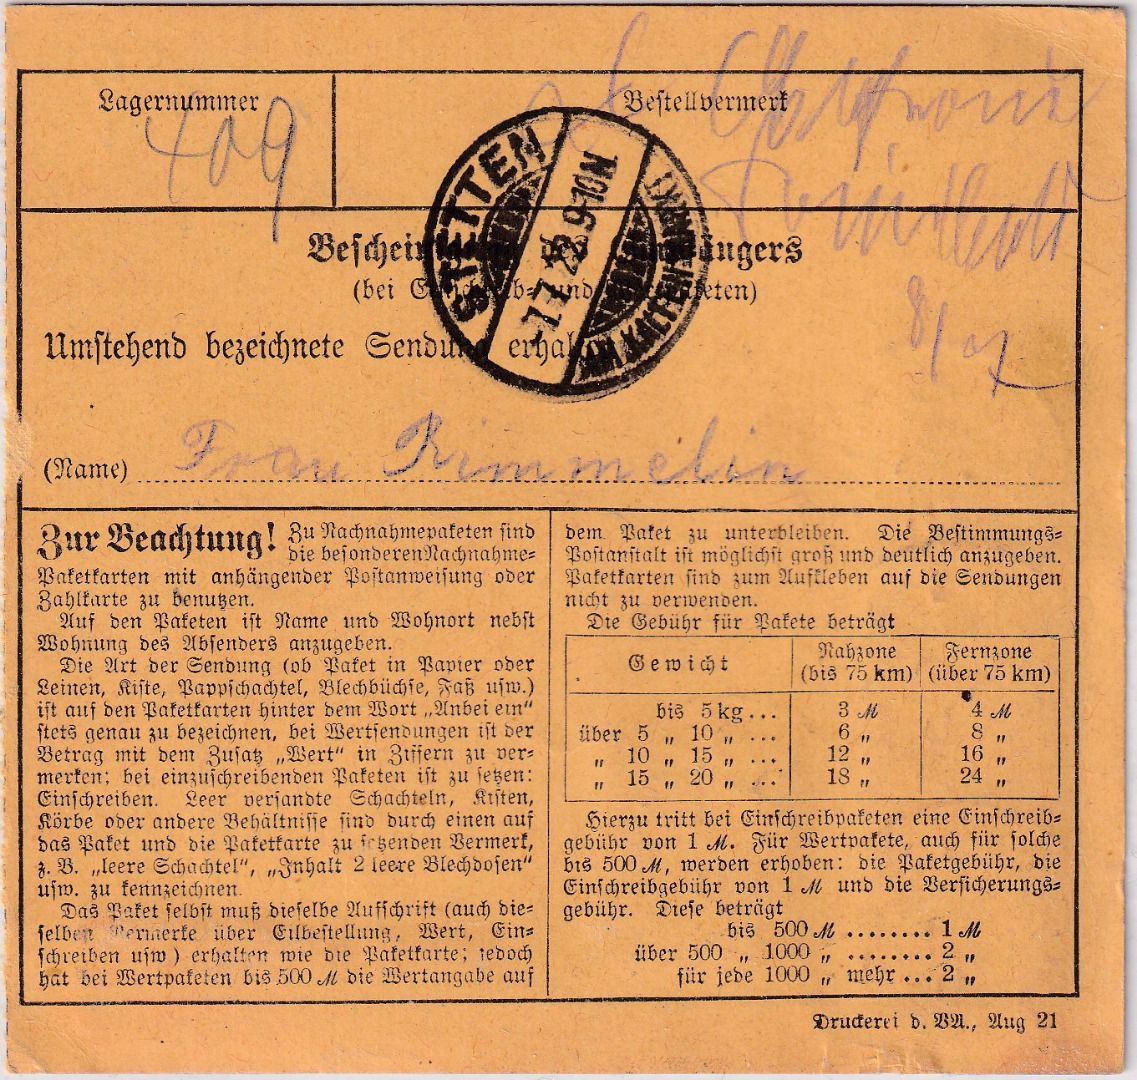 Lagernummer
409
Bestellvermerk
STETTEN
AM KALTEN MARKT
-7.7.23 9-10N.
Bescheinigung des Empfängers
(bei Einschreib- und Wertpaketen)
Umstehend bezeichnete Sendung erhalten
8/07
(Name) Frau Rimmelin
Zur Beachtung! Zu Nachnahmepaketen sind
die besonderen Nachnahme-
Paketkarten mit anhängender Postanweisung oder
Zahlkarte zu benutzen.
Auf den Paketen ist Name und Wohnort nebst
Wohnung des Absenders anzugeben.
Die Art der Sendung (ob Paket in Papier oder
Leinen, Kiste, Pappschachtel, Blechbüchse, Faß usw.)
ist auf den Paketkarten hinter dem Wort „Anbei ein“
stets genau zu bezeichnen, bei Wertsendungen ist der
Betrag mit dem Zusatz „Wert“ in Ziffern zu ver-
merken; bei einzuschreibenden Paketen ist zu setzen:
Einschreiben. Leer versandte Schachteln, Kisten,
Körbe oder andere Behältnisse sind durch einen auf
das Paket und die Paketkarte zu setzenden Vermerk,
z. B. „leere Schachtel“, „Inhalt 2 leere Blechdosen“
usw. zu kennzeichnen.
Das Paket selbst muß dieselbe Aufschrift (auch die-
selben Vermerke über Eilbestellung, Wert, Ein-
schreiben usw) erhalten wie die Paketkarte; jedoch
hat bei Wertpaketen bis 500 M die Wertangabe auf
dem Paket zu unterbleiben. Die Bestimmungs-
Postanstalt ist möglichst groß und deutlich anzugeben.
Paketkarten sind zum Aufkleben auf die Sendungen
nicht zu verwenden.
Die Gebühr für Pakete beträgt
Gewicht Nahzone (bis 75 km) Fernzone (über 75 km)
bis 5 kg ... 3 M 4 M
über 5 „ 10 „ ... 6 „ 8 „
„ 10 „ 15 „ ... 12 „ 16 „
„ 15 „ 20 „ ... 18 „ 24 „
Hierzu tritt bei Einschreibpaketen eine Einschreib-
gebühr von 1 M. Für Wertpakete, auch für solche
bis 500 M, werden erhoben: die Paketgebühr, die
Einschreibgebühr von 1 M und die Versicherungs-
gebühr. Diese beträgt
bis 500 M ........ 1 M
über 500 „ 1000 „ ........ 2 „
für jede 1000 „ mehr ... 2 „
Druckerei d. VA., Aug 21